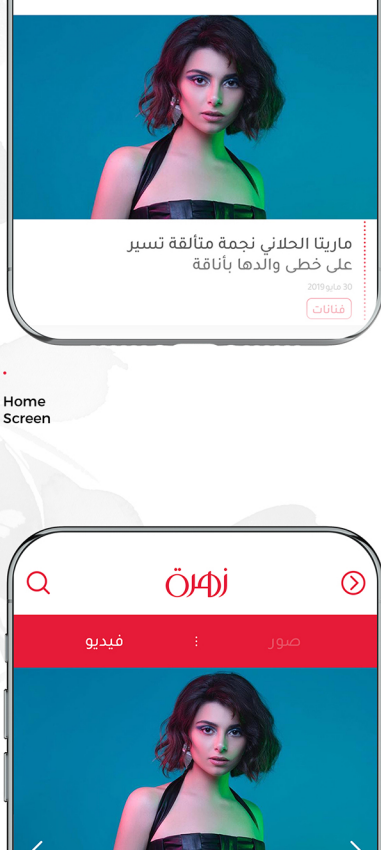 ماريتا الحلاني نجمة متألقة تسير
على خطى والدها بأناقة
30 مايو2019
فنانات
Home
Screen
زهرة
صور
فيديو